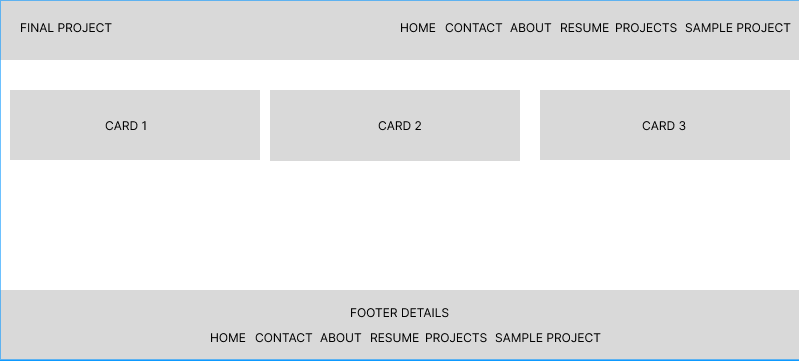 FINAL PROJECT HOME CONTACT ABOUT RESUME PROJECTS SAMPLE PROJECT
CARD 1 CARD 2 CARD 3
FOOTER DETAILS
HOME CONTACT ABOUT RESUME PROJECTS SAMPLE PROJECT